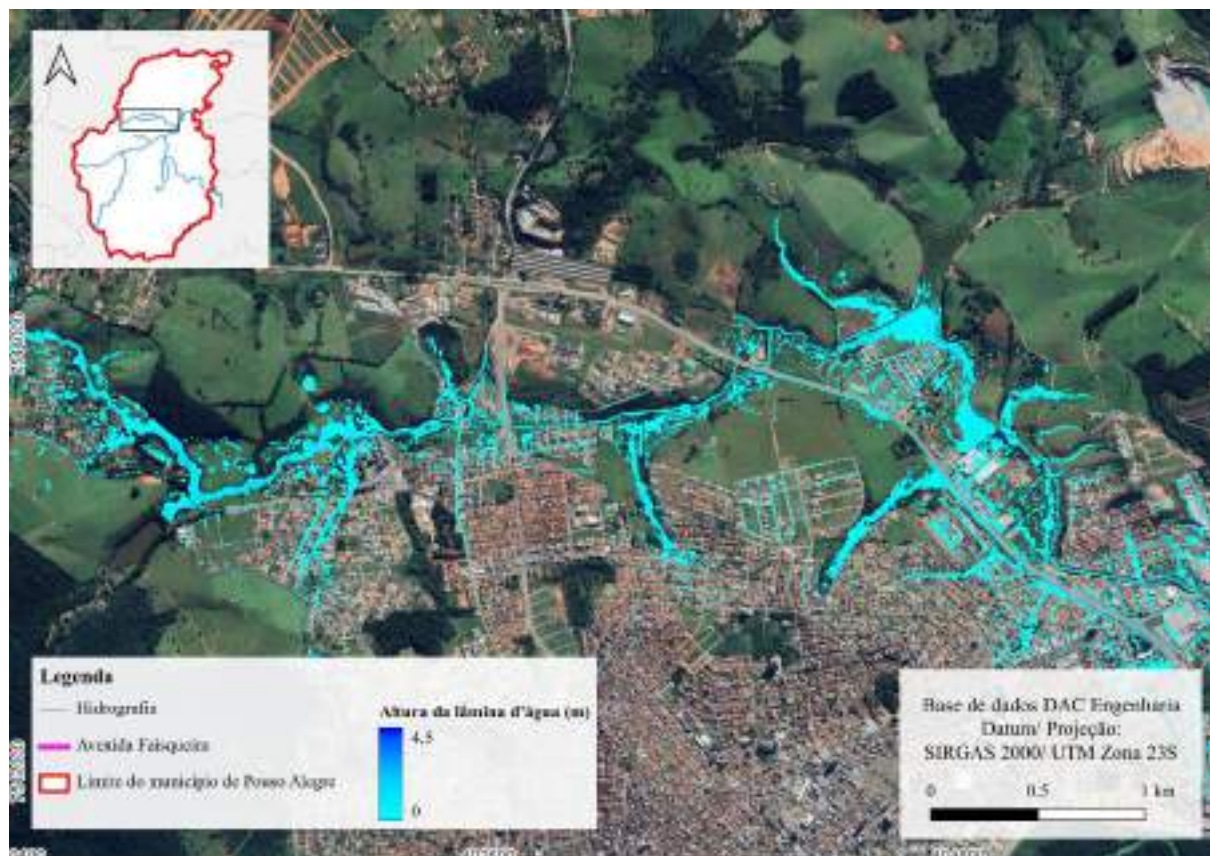 Legenda
Hidrografia
Avenida Faisqueira
Limite do município de Pouso Alegre
Altura da lâmina d'água (m)
4,5
0
Base de dados DAC Engenharia
Datum/ Projeção:
SIRGAS 2000/ UTM Zona 23S
0 0.5 1 km